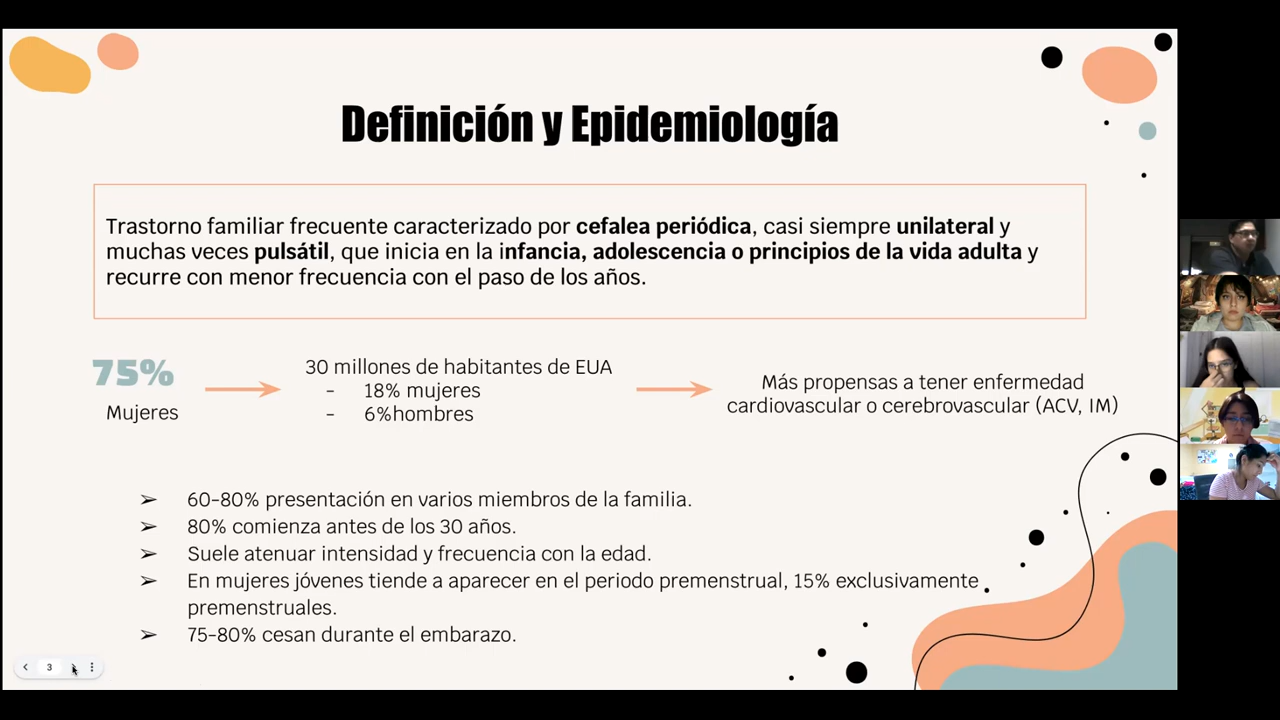 Definición y Epidemiología
Trastorno familiar frecuente caracterizado por cefalea periódica, casi siempre unilateral y
muchas veces pulsátil, que inicia en la infancia, adolescencia o principios de la vida adulta y
recurre con menor frecuencia con el paso de los años.
75%
Mujeres
30 millones de habitantes de EUA
- 18% mujeres
- 6%hombres
Más propensas a tener enfermedad
cardiovascular o cerebrovascular (ACV, IM)
➢ 60-80% presentación en varios miembros de la familia.
➢ 80% comienza antes de los 30 años.
➢ Suele atenuar intensidad y frecuencia con la edad.
➢ En mujeres jóvenes tiende a aparecer en el periodo premenstrual, 15% exclusivamente
premenstruales.
➢ 75-80% cesan durante el embarazo.
3